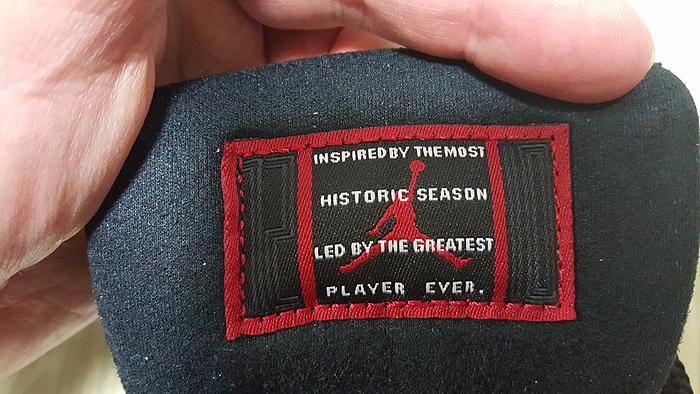 INSPIRED BY THE MOST
HISTORIC SEASON
LED BY THE GREATEST
PLAYER EVER.